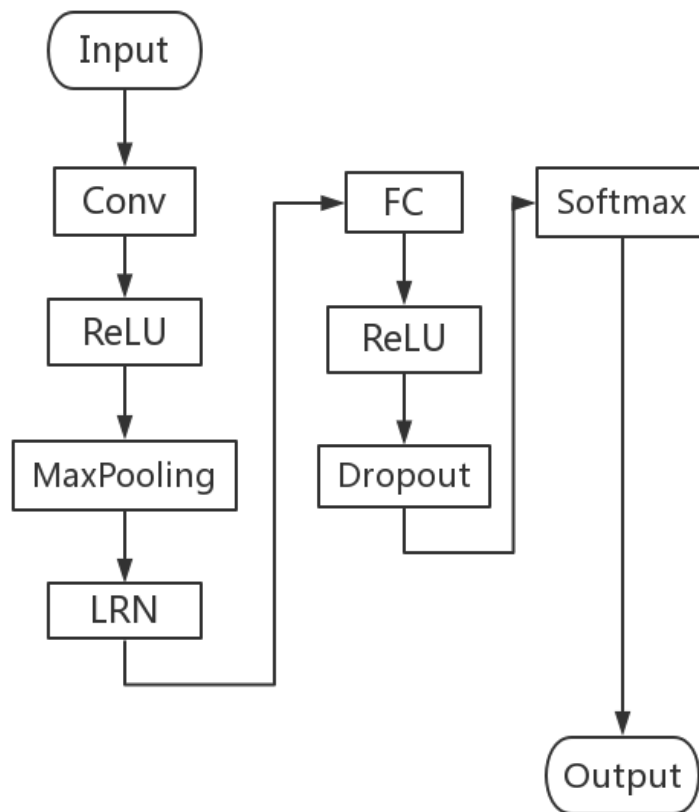 Input
Conv
ReLU
MaxPooling
LRN
FC
ReLU
Dropout
Softmax
Output